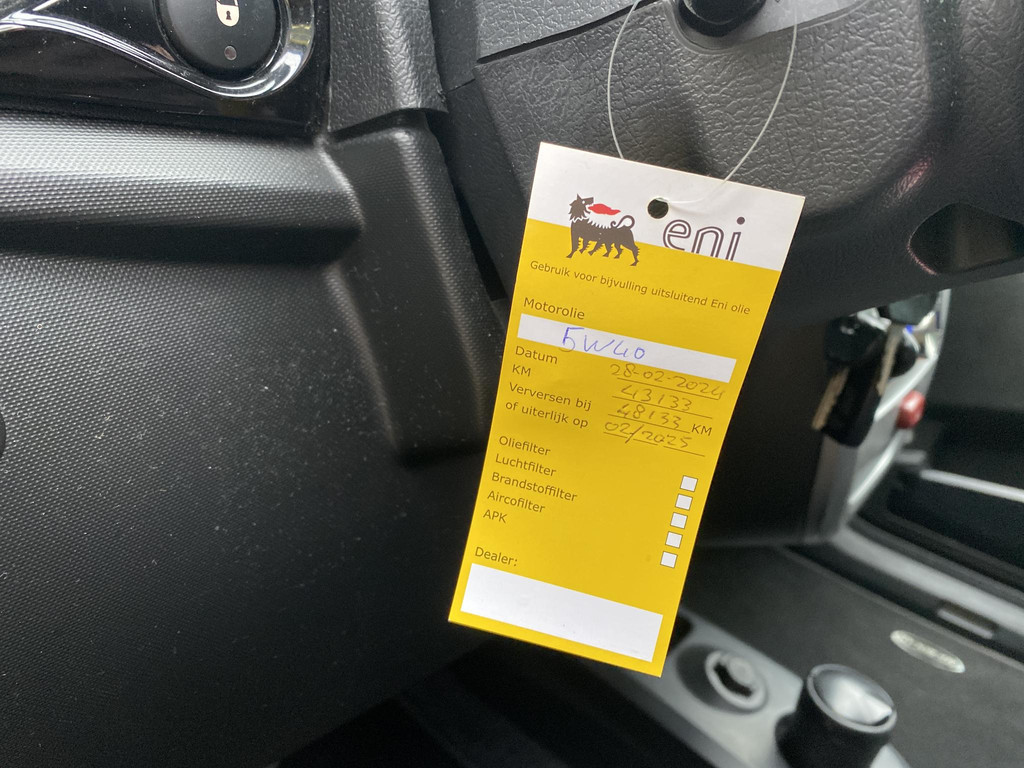 eni
Gebruik voor bijvulling uitsluitend Eni olie
Motorolie
5W40
Datum 28-02-2024
KM 43133
Verversen bij 48133 KM
of uiterlijk op 02/2025
Oliefilter
Luchtfilter
Brandstoffilter
Aircofilter
APK
Dealer: